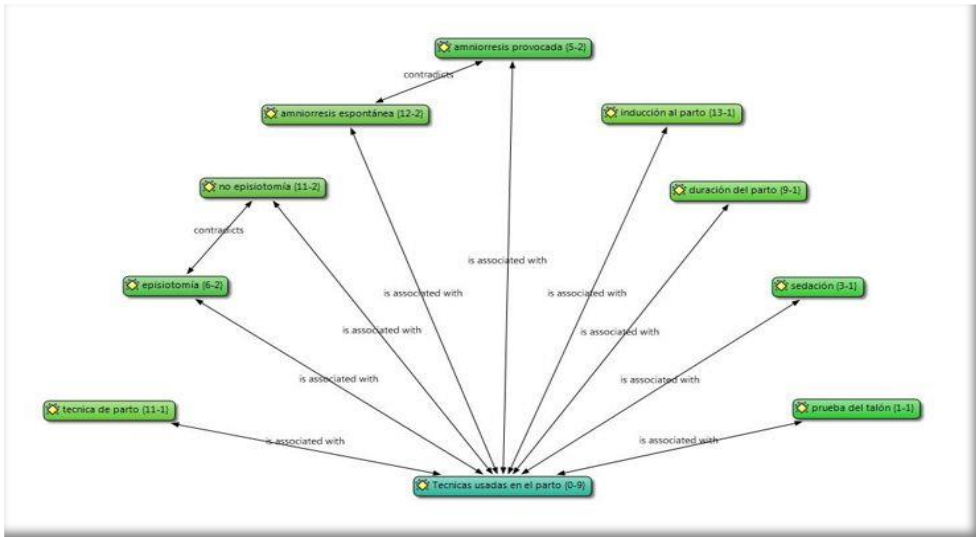 amniorresis provocada {5-2}
contradicts
amniorresis espontánea {12-2}
Inducción al parto {13-1}
no episiotomía {11-2}
duración del parto {9-1}
contradicts
is associated with
episiotomía {6-2}
sedación {3-1}
is associated with
is associated with
is associated with
is associated with
is associated with
is associated with
tecnica de parto {11-1}
prueba del talón {1-1}
is associated with
is associated with
Tecnicas usadas en el parto {0-9}